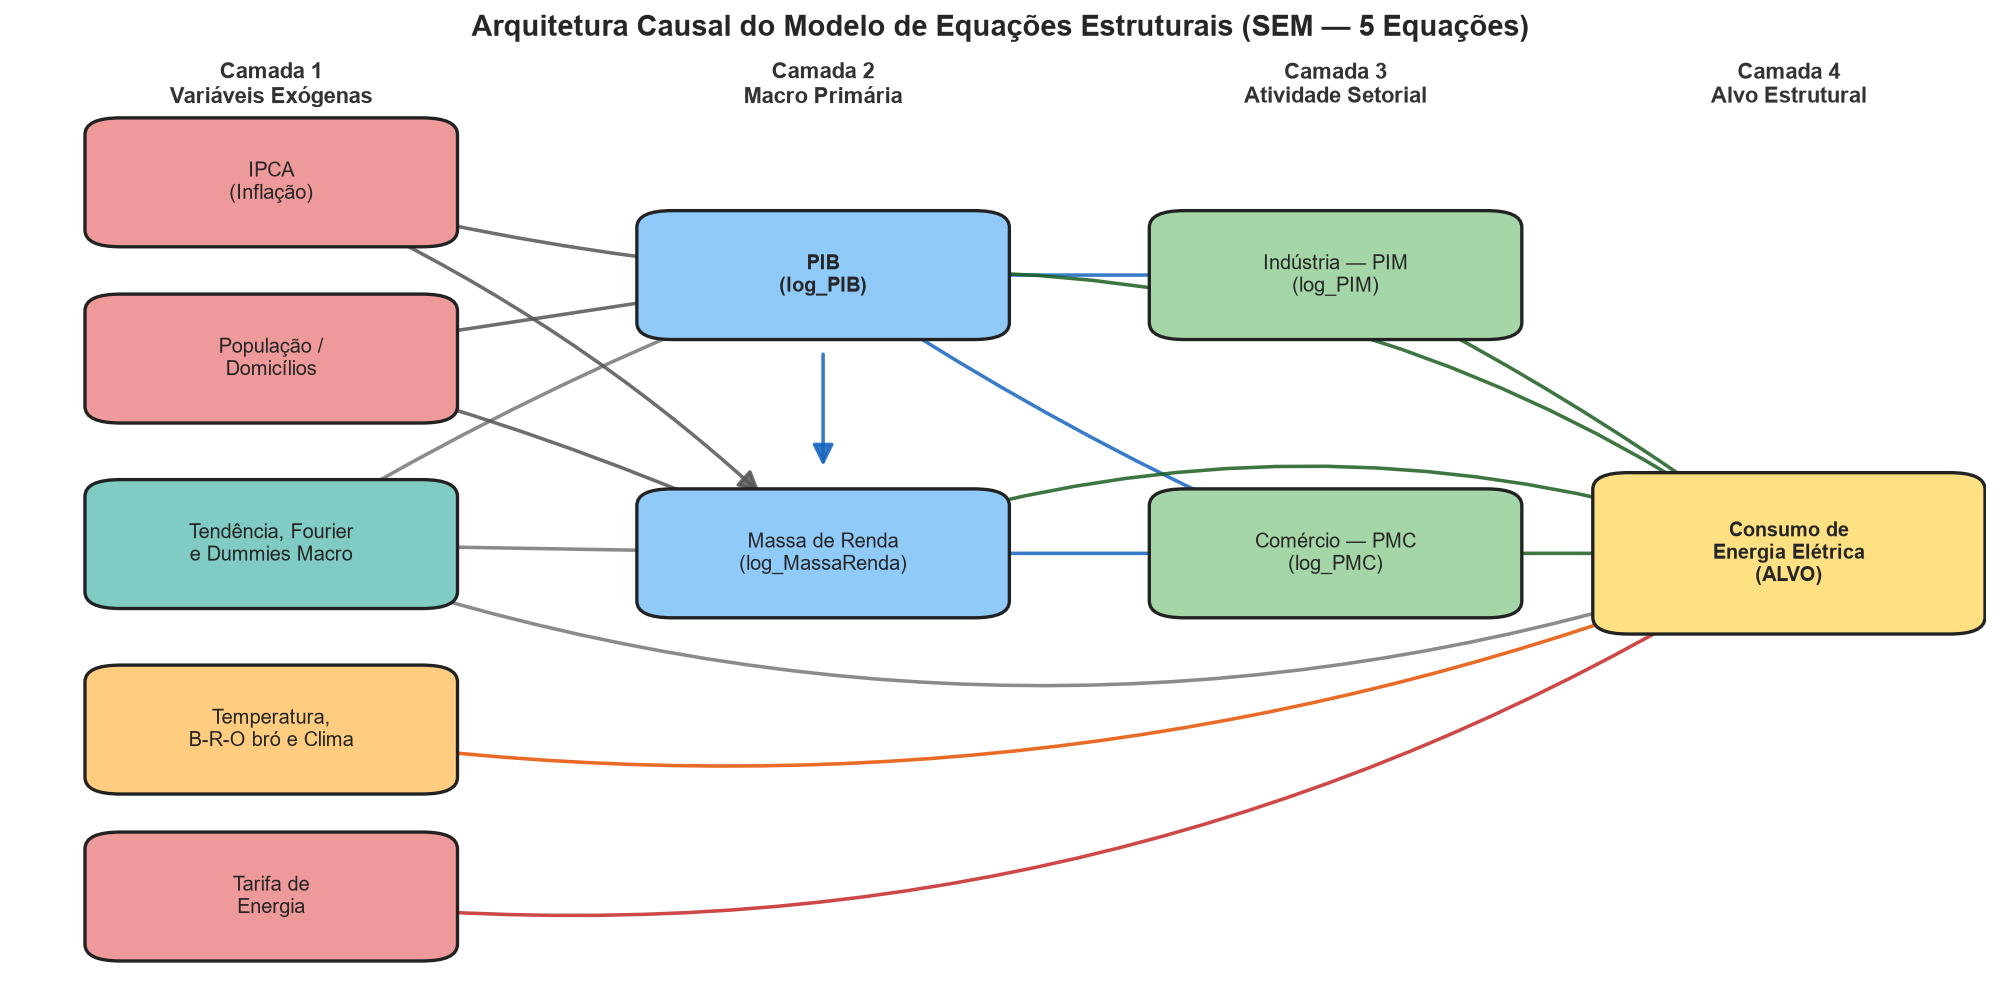 Arquitetura Causal do Modelo de Equações Estruturais (SEM — 5 Equações)
Camada 1
Variáveis Exógenas
Camada 2
Macro Primária
Camada 3
Atividade Setorial
Camada 4
Alvo Estrutural
IPCA
(Inflação)
População /
Domicílios
Tendência, Fourier
e Dummies Macro
Temperatura,
B-R-O bró e Clima
Tarifa de
Energia
PIB
(log_PIB)
Massa de Renda
(log_MassaRenda)
Indústria — PIM
(log_PIM)
Comércio — PMC
(log_PMC)
Consumo de
Energia Elétrica
(ALVO)